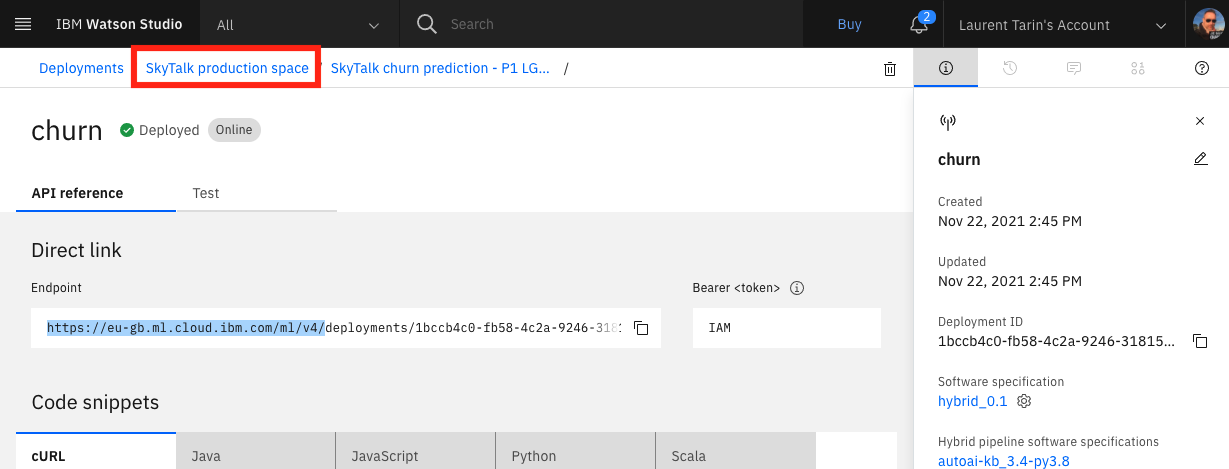 IBM Watson Studio All Search Buy 2 Laurent Tarin's Account
Deployments SkyTalk production space / SkyTalk churn prediction - P1 LG... /
churn Deployed Online
API reference Test
Direct link
Endpoint Bearer <token>
https://eu-gb.ml.cloud.ibm.com/ml/v4/deployments/1bccb4c0-fb58-4c2a-9246-3181 IAM
Code snippets
cURL Java JavaScript Python Scala
churn
Created
Nov 22, 2021 2:45 PM
Updated
Nov 22, 2021 2:45 PM
Deployment ID
1bccb4c0-fb58-4c2a-9246-31815...
Software specification
hybrid_0.1
Hybrid pipeline software specifications
autoai-kb_3.4-py3.8